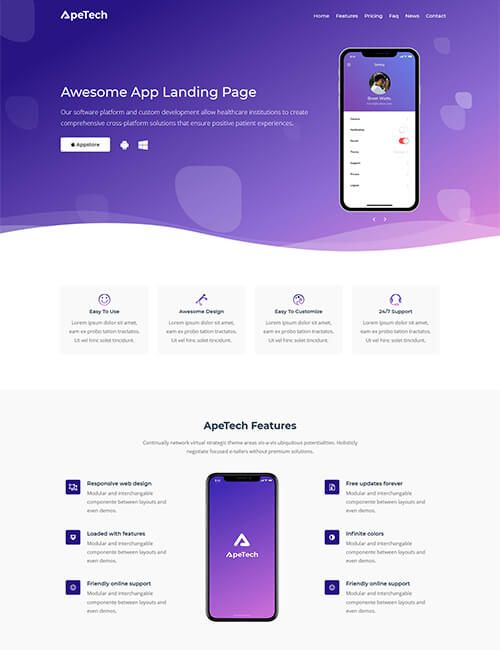 ApeTech
Home Features Pricing Faq News Contact
Awesome App Landing Page
Our software platform and custom development allow healthcare institutions to create
comprehensive cross-platform solutions that ensure positive patient experiences.
Appstore
Setting
General
Notification
Sound
Theme
Support
Privacy
Logout
Easy To Use
Lorem ipsum dolor sit amet,
eam ex probo tation tractatos.
Ut vel hinc solet tincidunt.
Awesome Design
Lorem ipsum dolor sit amet,
eam ex probo tation tractatos.
Ut vel hinc solet tincidunt.
Easy To Customize
Lorem ipsum dolor sit amet,
eam ex probo tation tractatos.
Ut vel hinc solet tincidunt.
24/7 Support
Lorem ipsum dolor sit amet,
eam ex probo tation tractatos.
Ut vel hinc solet tincidunt.
ApeTech Features
Continually network virtual strategic theme areas vis-a-vis ubiquitous potentialities. Holisticly
negotiate focused e-tailers without premium solutions.
Responsive web design
Modular and interchangable
componente between layouts and
even demos.
Loaded with features
Modular and interchangable
componente between layouts and
even demos.
Friendly online support
Modular and interchangable
componente between layouts and
even demos.
ApeTech
Free updates forever
Modular and interchangable
componente between layouts and
even demos.
Infinite colors
Modular and interchangable
componente between layouts and
even demos.
Friendly online support
Modular and interchangable
componente between layouts and
even demos.